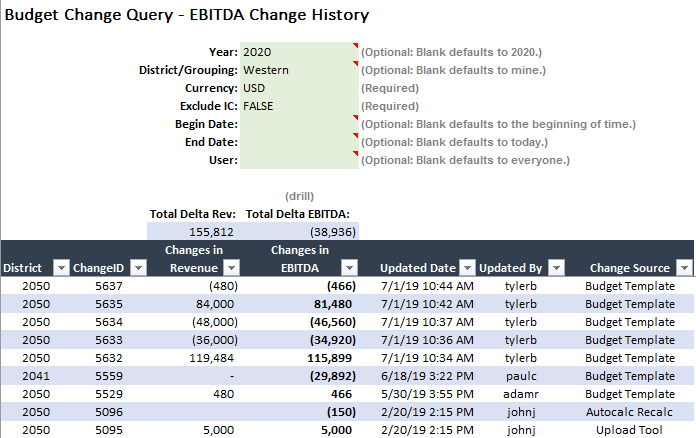 Budget Change Query - EBITDA Change History
Year: 2020 (Optional: Blank defaults to 2020.)
District/Grouping: Western (Optional: Blank defaults to mine.)
Currency: USD (Required)
Exclude IC: FALSE (Required)
Begin Date: (Optional: Blank defaults to the beginning of time.)
End Date: (Optional: Blank defaults to today.)
User: (Optional: Blank defaults to everyone.)
(drill)
Total Delta Rev: Total Delta EBITDA:
155,812 (38,936)
Changes in Changes in
District ChangeID Revenue EBITDA Updated Date Updated By Change Source
2050 5637 (480) (466) 7/1/19 10:44 AM tylerb Budget Template
2050 5635 84,000 81,480 7/1/19 10:42 AM tylerb Budget Template
2050 5634 (48,000) (46,560) 7/1/19 10:37 AM tylerb Budget Template
2050 5633 (36,000) (34,920) 7/1/19 10:36 AM tylerb Budget Template
2050 5632 119,484 115,899 7/1/19 10:34 AM tylerb Budget Template
2041 5559 - (29,892) 6/18/19 3:22 PM paulc Budget Template
2050 5529 480 466 5/30/19 3:55 PM adamr Budget Template
2050 5096 (150) 2/20/19 2:15 PM johnj Autocalc Recalc
2050 5095 5,000 5,000 2/20/19 2:15 PM johnj Upload Tool